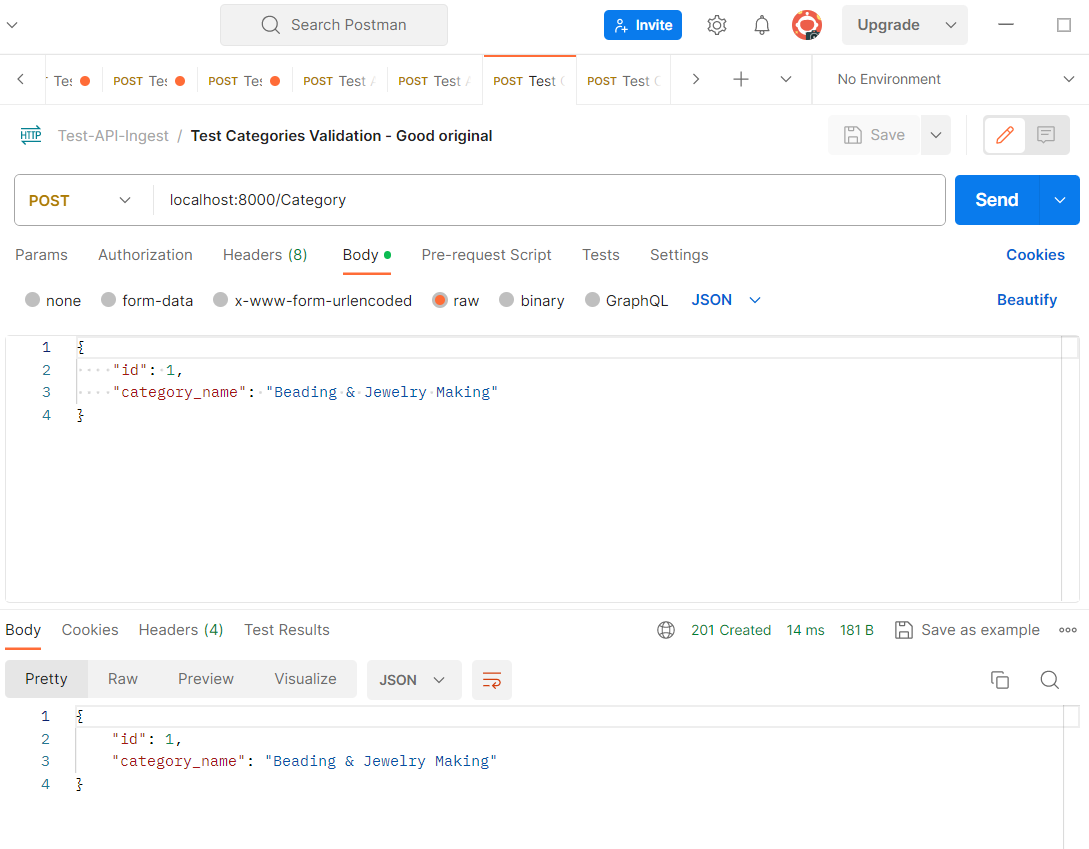 Search Postman
Invite
Upgrade
Tes
POST Tes
POST Tes
POST Test
POST Test
POST Test
POST Test
No Environment
HTTP Test-API-Ingest / Test Categories Validation - Good original
Save
POST localhost:8000/Category
Send
Params Authorization Headers (8) Body Pre-request Script Tests Settings Cookies
none form-data x-www-form-urlencoded raw binary GraphQL JSON Beautify
1 {
2 "id": 1,
3 "category_name": "Beading & Jewelry Making"
4 }
Body Cookies Headers (4) Test Results 201 Created 14 ms 181 B Save as example
Pretty Raw Preview Visualize JSON
1 {
2 "id": 1,
3 "category_name": "Beading & Jewelry Making"
4 }